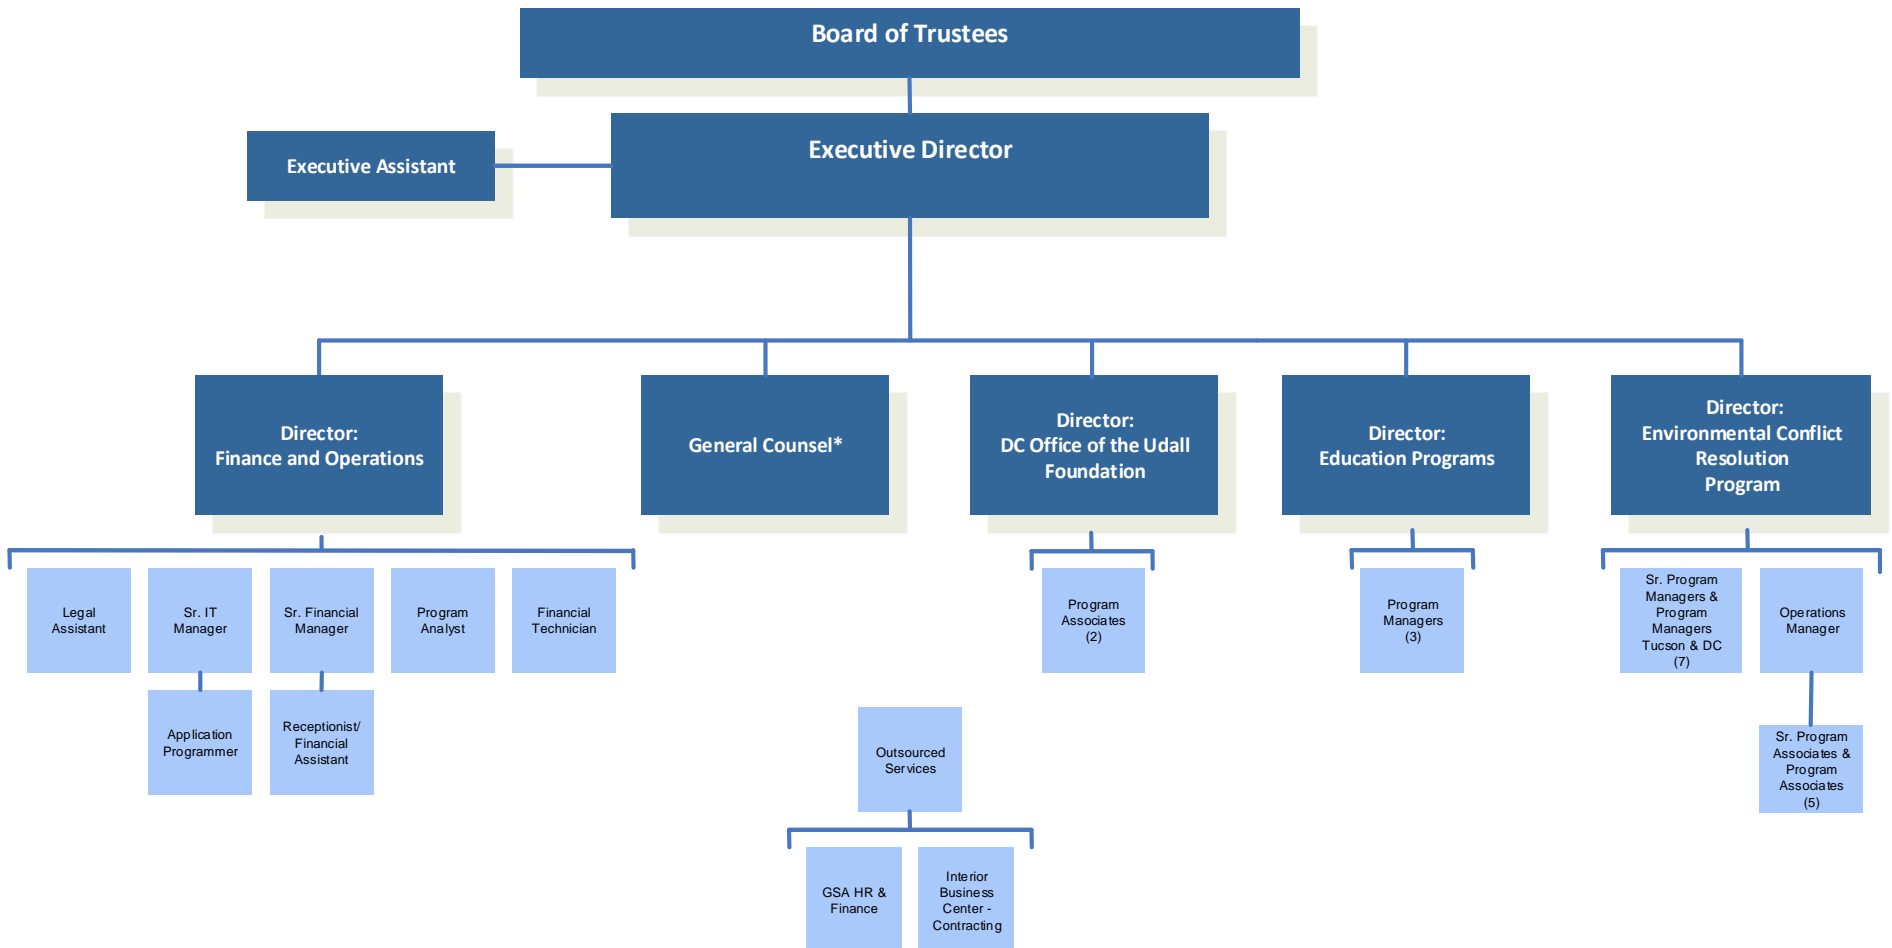 Board of Trustees
Executive Director
Executive Assistant
Director:
Finance and Operations
General Counsel*
Director:
DC Office of the Udall
Foundation
Director:
Education Programs
Director:
Environmental Conflict
Resolution
Program
Legal
Assistant
Sr. IT
Manager
Sr. Financial
Manager
Program
Analyst
Financial
Technician
Program
Associates
(2)
Program
Managers
(3)
Sr. Program
Managers &
Program
Managers
Tucson & DC
(7)
Operations
Manager
Application
Programmer
Receptionist/
Financial
Assistant
Outsourced
Services
Sr. Program
Associates &
Program
Associates
(5)
GSA HR &
Finance
Interior
Business
Center -
Contracting